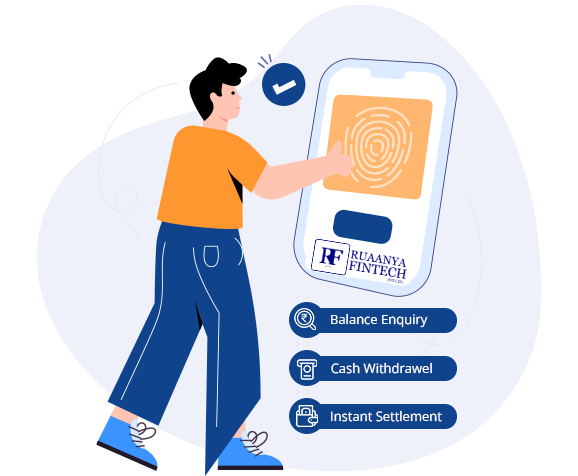 RF
RUAANYA
FINTECH
Balance Enquiry
Cash Withdrawel
Instant Settlement